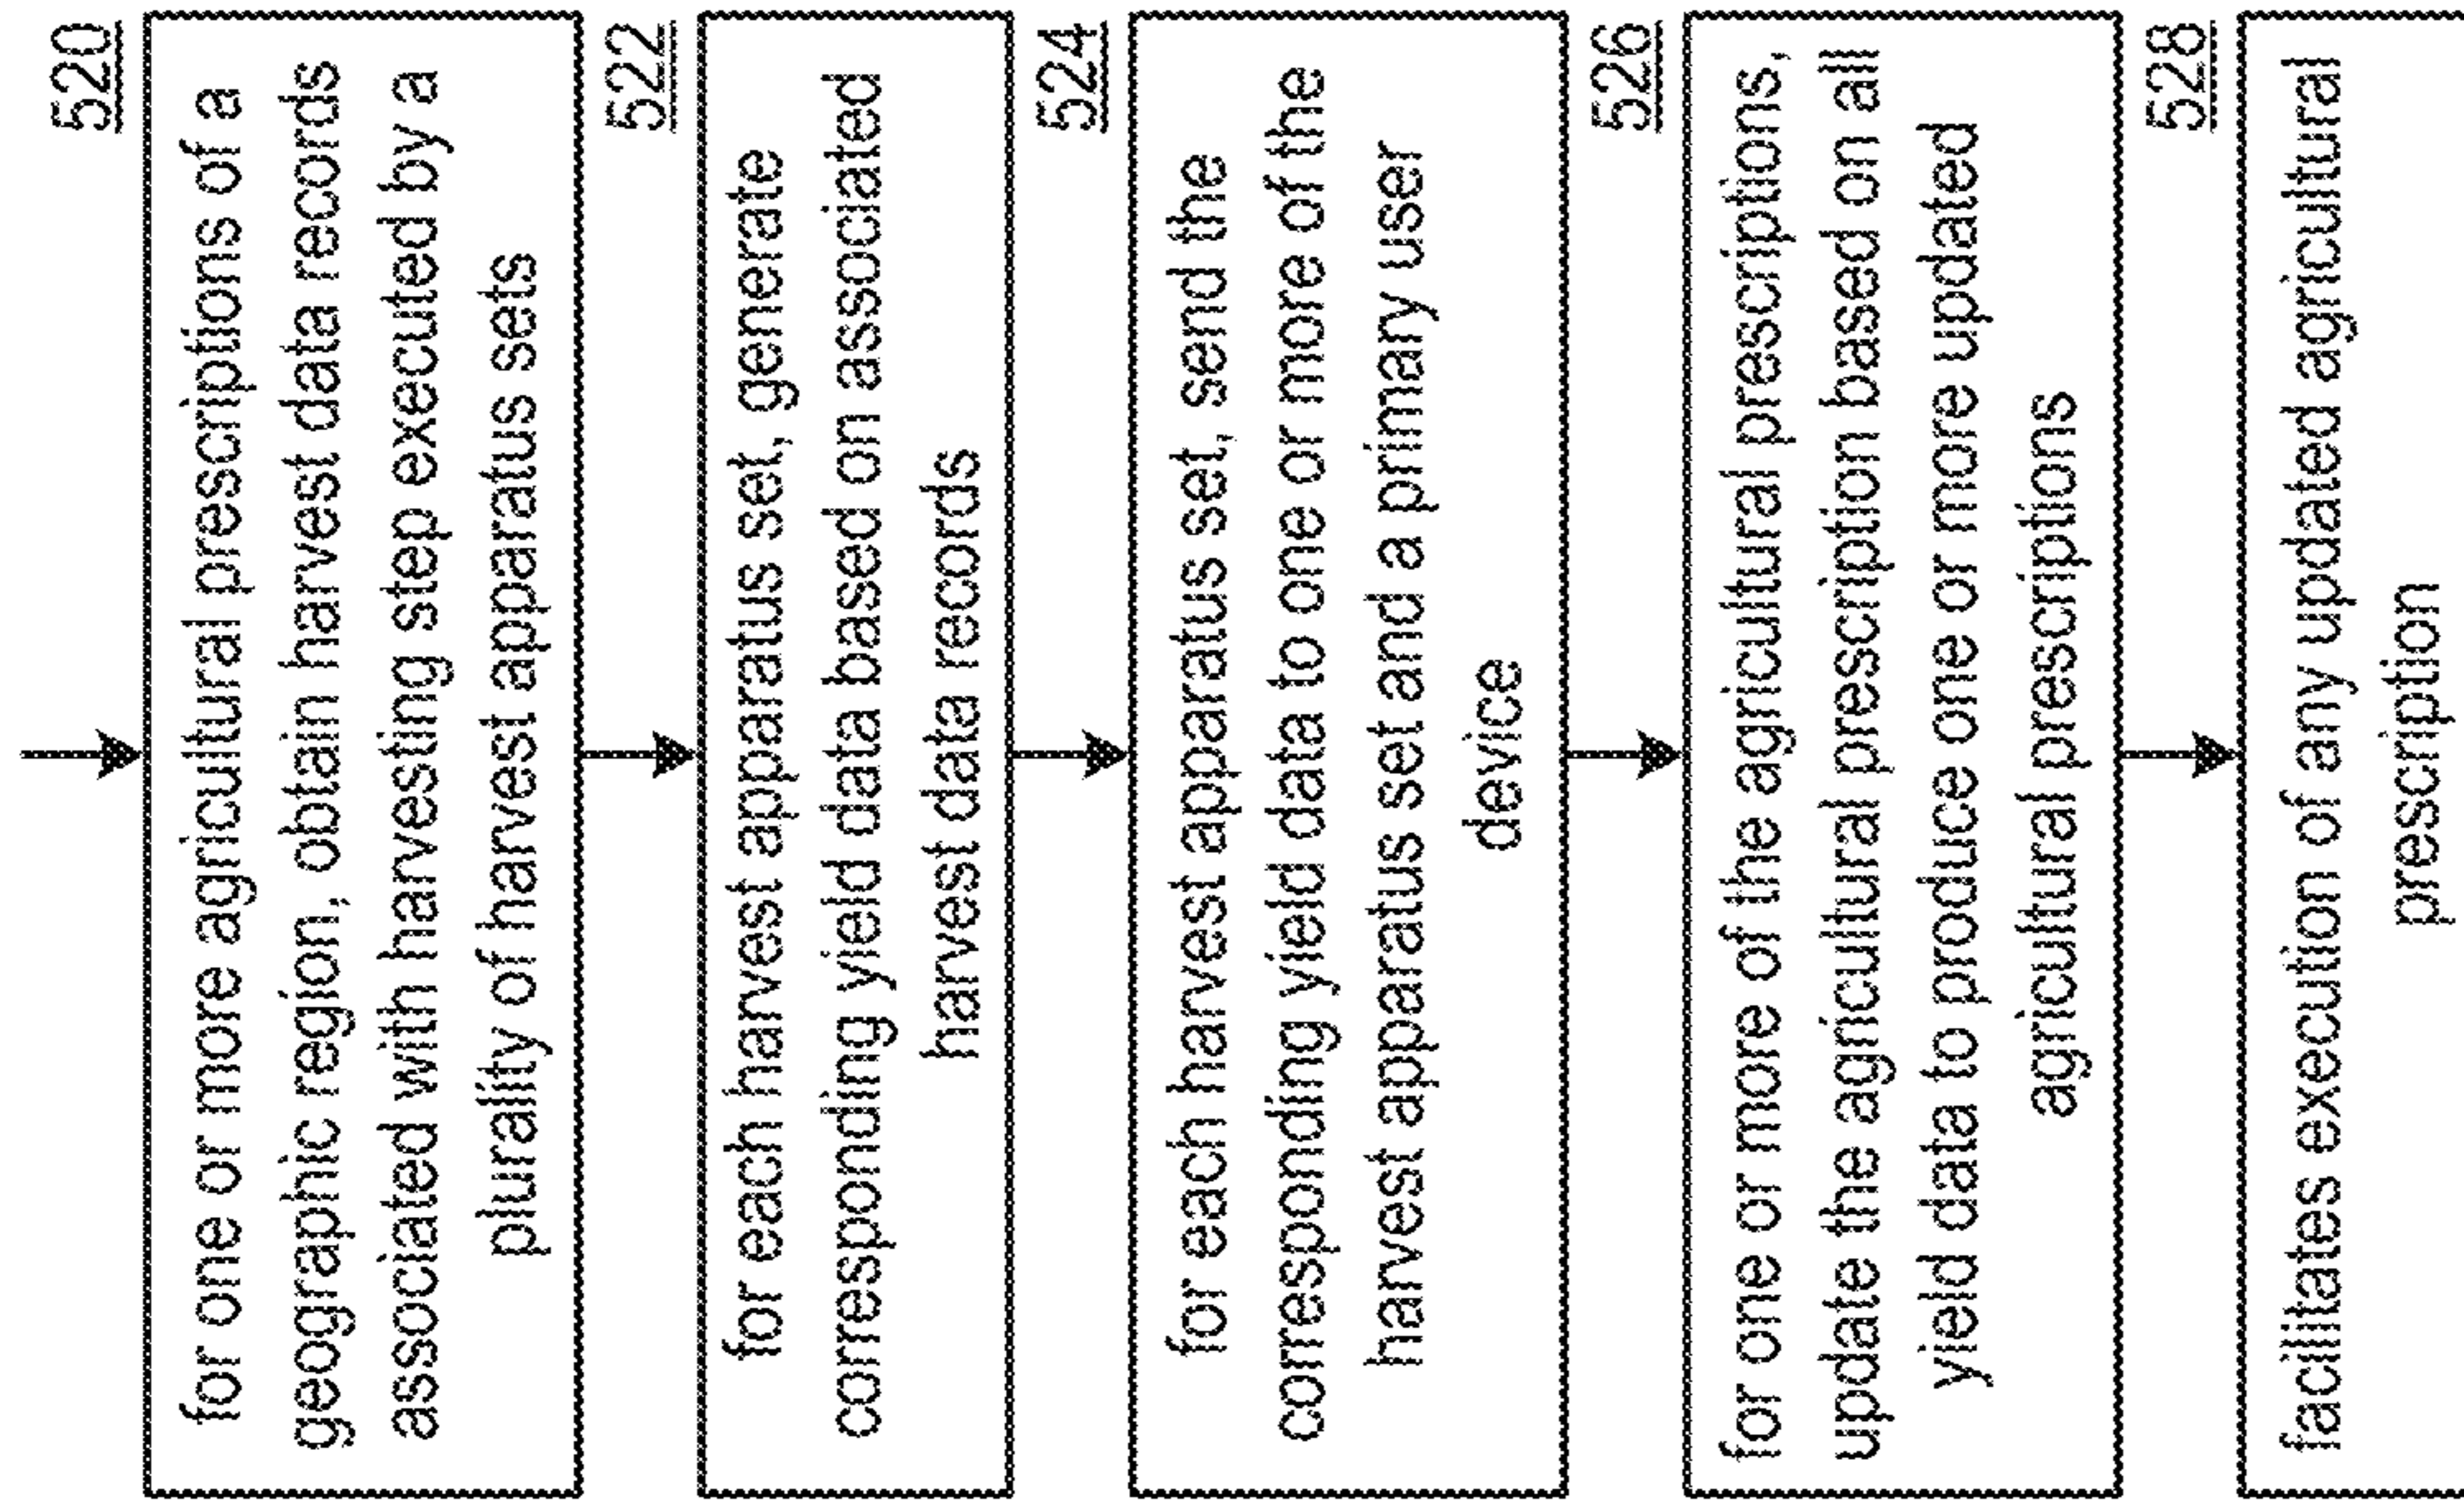 520
for one or more agricultural prescriptions of a
geographic region, obtain harvest data records
associated with harvesting step executed by a
plurality of harvest apparatus sets
522
for each harvest apparatus set, generate
corresponding yield data based on associated
harvest data records
524
for each harvest apparatus set, send the
corresponding yield data to one or more of the
harvest apparatus set and a primary user
device
526
for one or more of the agricultural prescriptions,
update the agricultural prescription based on all
yield data to produce one or more updated
agricultural prescriptions
528
facilitates execution of any updated agricultural
prescription